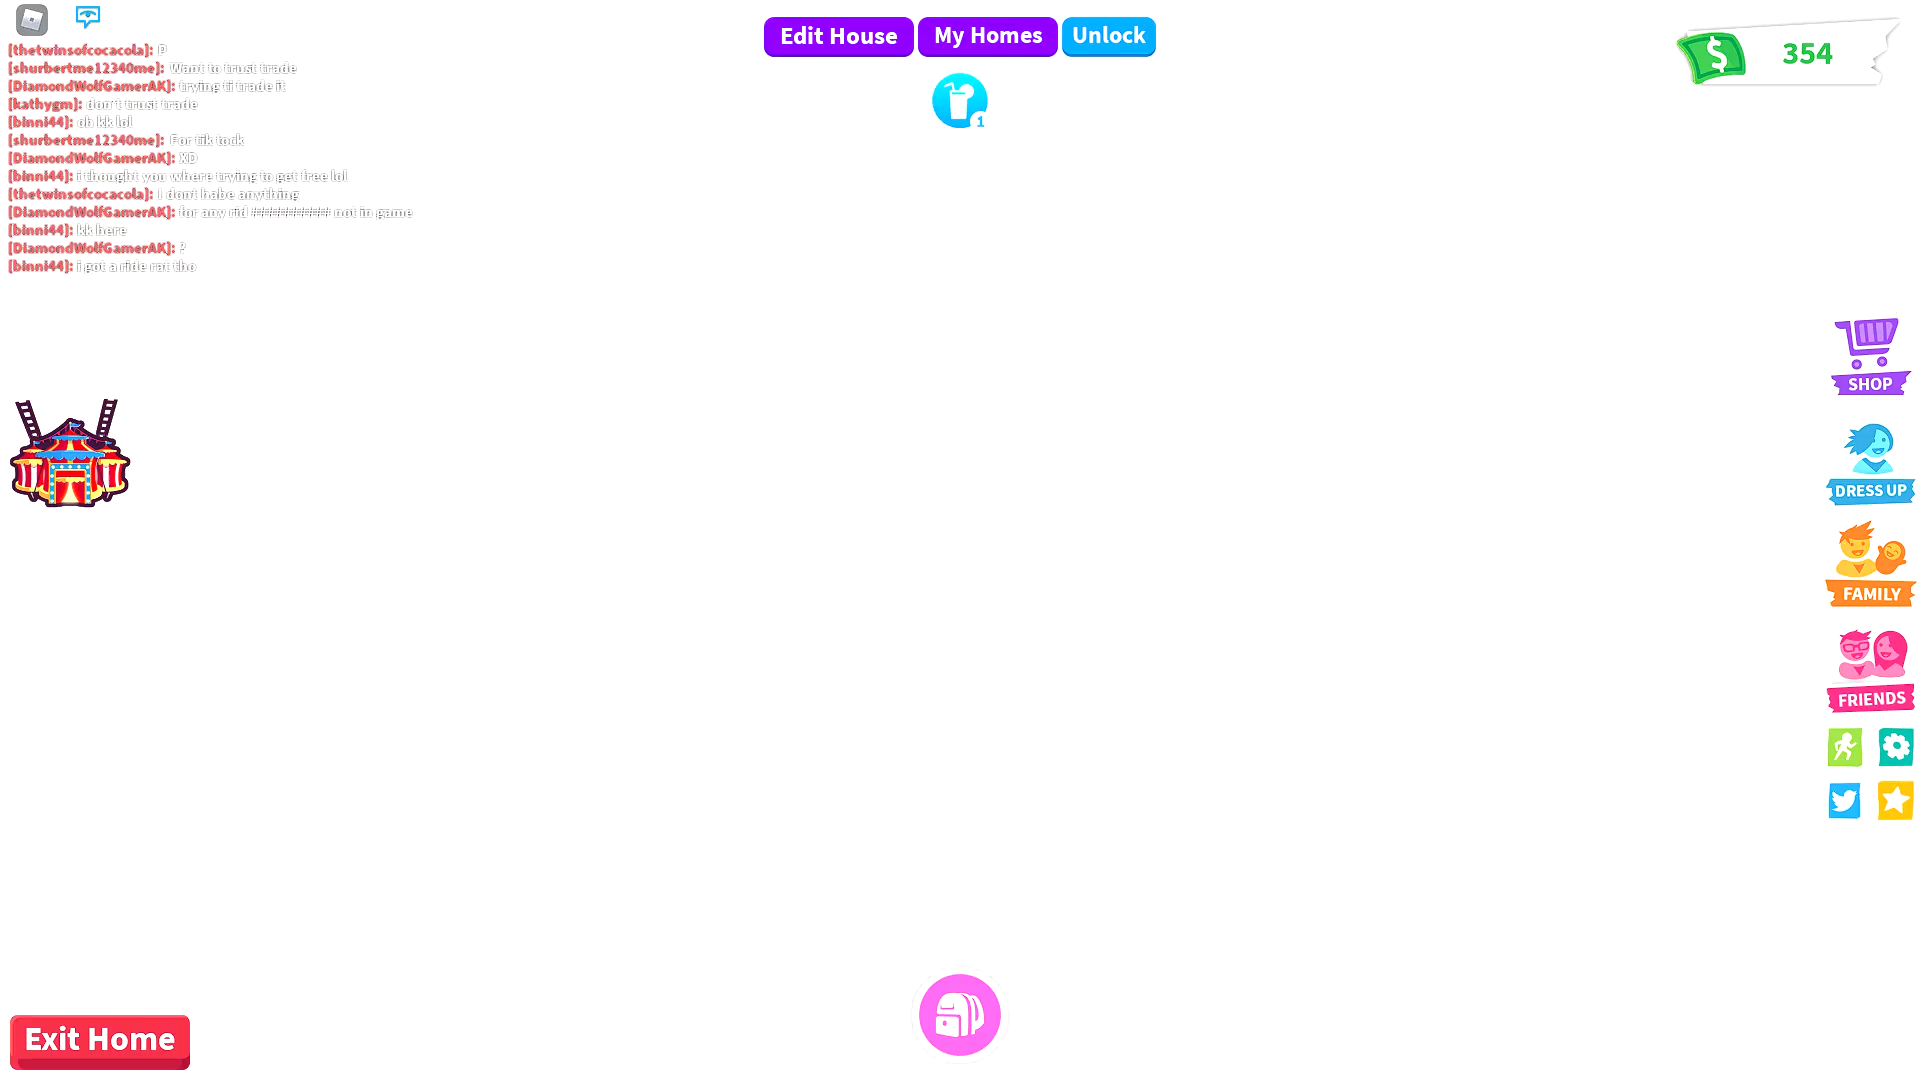 Edit House My Homes Unlock
354
1
[thetwinsofcocacola]: P
[shurbertme12340me]: Want to trust trade
[DiamondWolfGamerAK]: trying ti trade it
[kathygm]: don't trust trade
[binni44]: oh kk lol
[shurbertme12340me]: For tik tock
[DiamondWolfGamerAK]: XD
[binni44]: i thought you where trying to get free lol
[thetwinsofcocacola]: I dont habe anything
[DiamondWolfGamerAK]: for any rid ########## not in game
[binni44]: kk here
[DiamondWolfGamerAK]: ?
[binni44]: i got a ride rat tho
SHOP
DRESS UP
FAMILY
FRIENDS
Exit Home